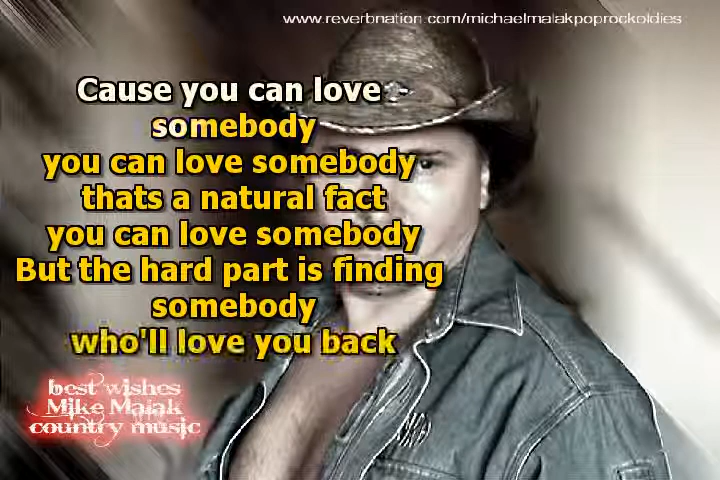 www.reverbnation.com/michaelmalakpoprockoldies
Cause you can love
somebody
you can love somebody
thats a natural fact
you can love somebody
But the hard part is finding
somebody
who'll love you back
best wishes
Mike Malak
country music